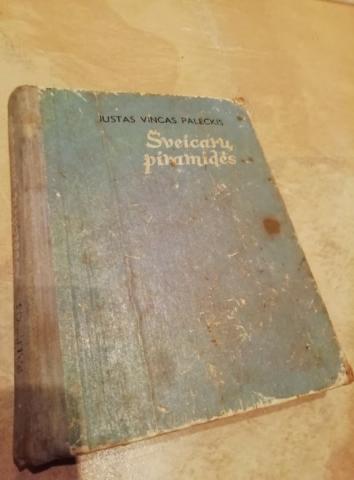 JUSTAS VINCAS PALECKIS
Šveicarų
piramidės